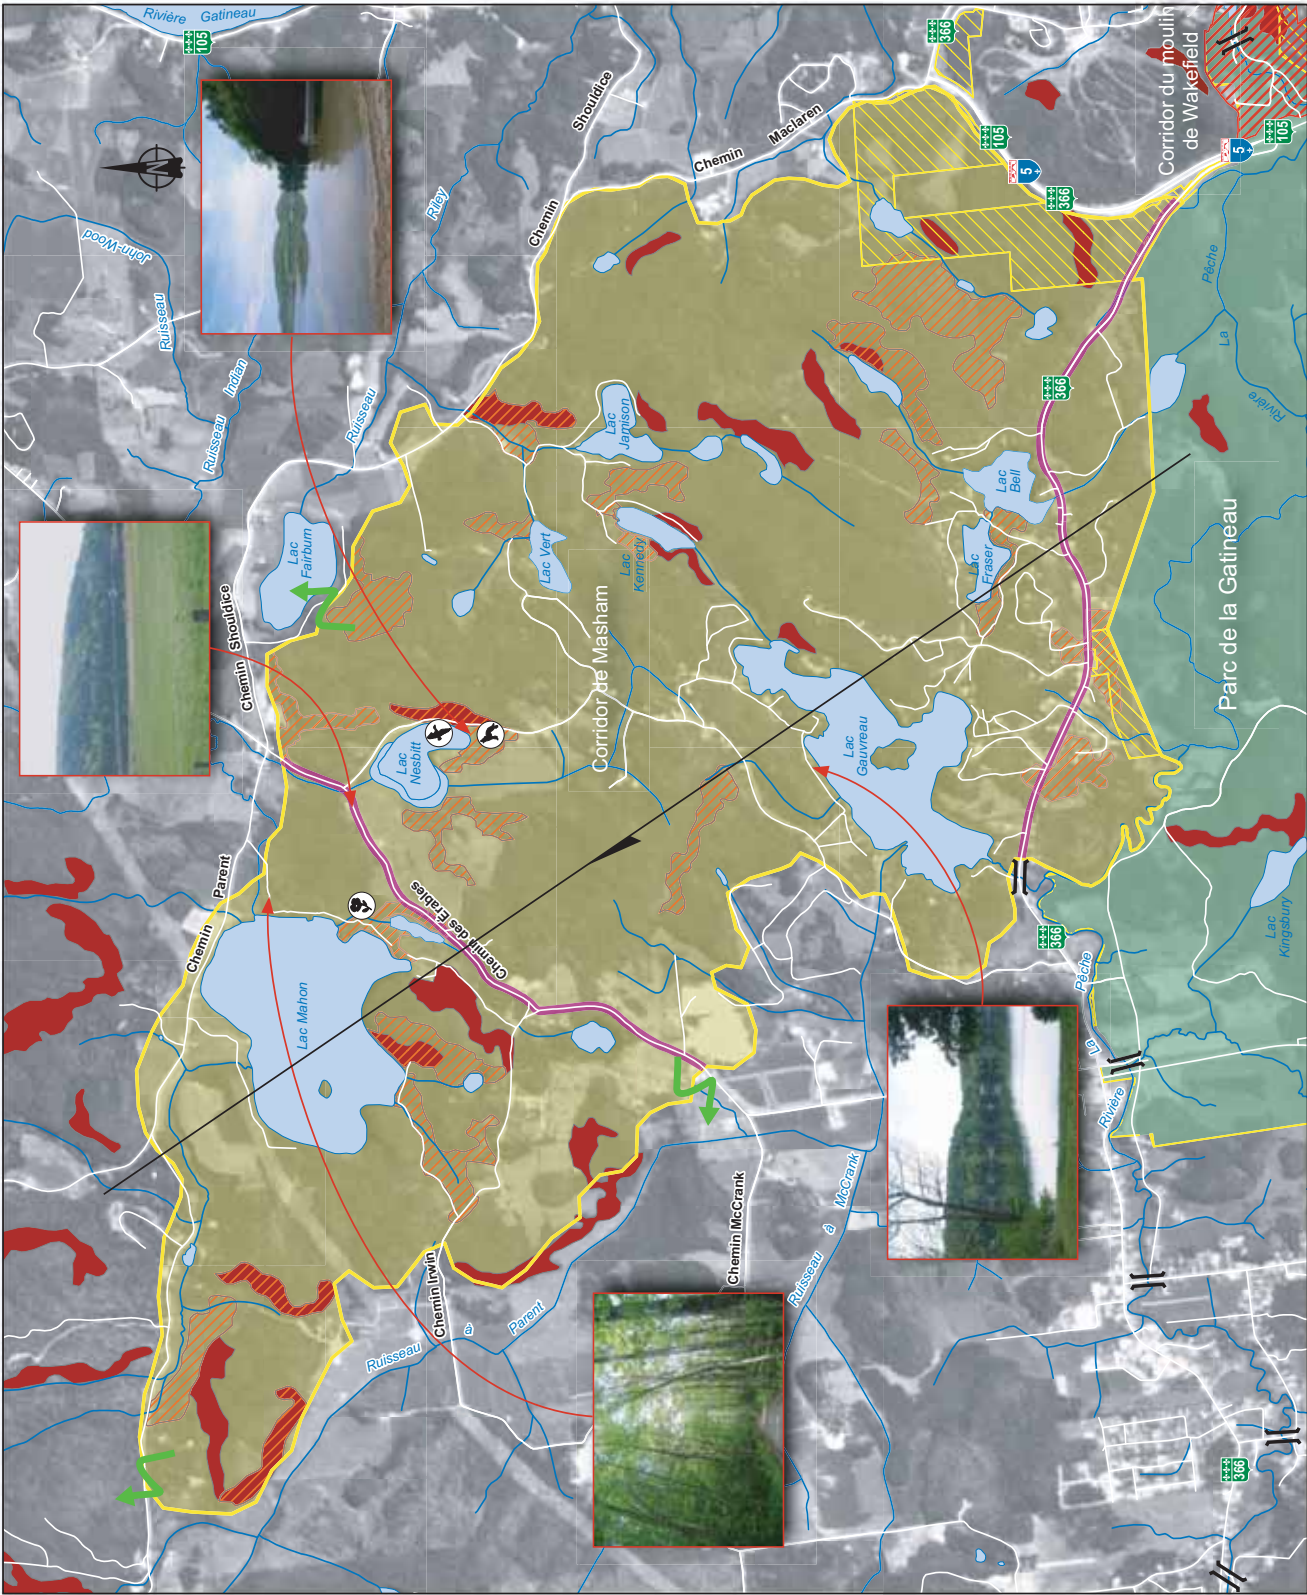 Rivière Gatineau
105
366
Corridor du moulin
de Wakefield
105
5
105
5
366
Shouldice
Chemin
Chemin Maclaren
John-Wood
Ruisseau
Riley
Ruisseau
Ruisseau Indian
La Pêche
Rivière
366
Lac
Jamison
Lac
Fairburn
Lac Vert
Lac
Kennedy
Lac
Bell
Lac
Fraser
Parc de la Gatineau
Chemin Shouldice
Corridor de Masham
Lac
Nesbitt
Lac
Gauvreau
Chemin Parent
Chemin des Érables
Lac
Kingsbury
366
Lac Mahon
Rivière La Pêche
Chemin McCrank
Ruisseau à McCrank
Chemin Irwin
Ruisseau à Parent
366